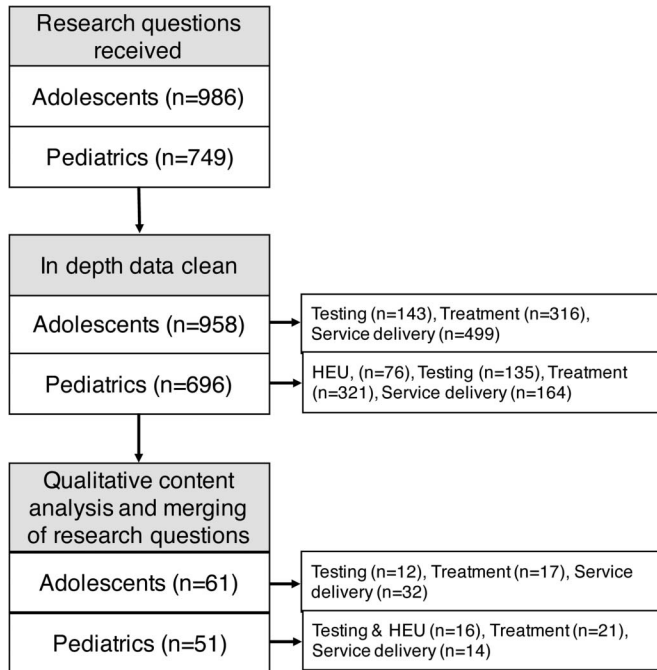 Research questions
received
Adolescents (n=986)
Pediatrics (n=749)
In depth data clean
Adolescents (n=958)
Testing (n=143), Treatment (n=316),
Service delivery (n=499)
Pediatrics (n=696)
HEU, (n=76), Testing (n=135), Treatment
(n=321), Service delivery (n=164)
Qualitative content
analysis and merging
of research questions
Adolescents (n=61)
Testing (n=12), Treatment (n=17), Service
delivery (n=32)
Pediatrics (n=51)
Testing & HEU (n=16), Treatment (n=21),
Service delivery (n=14)